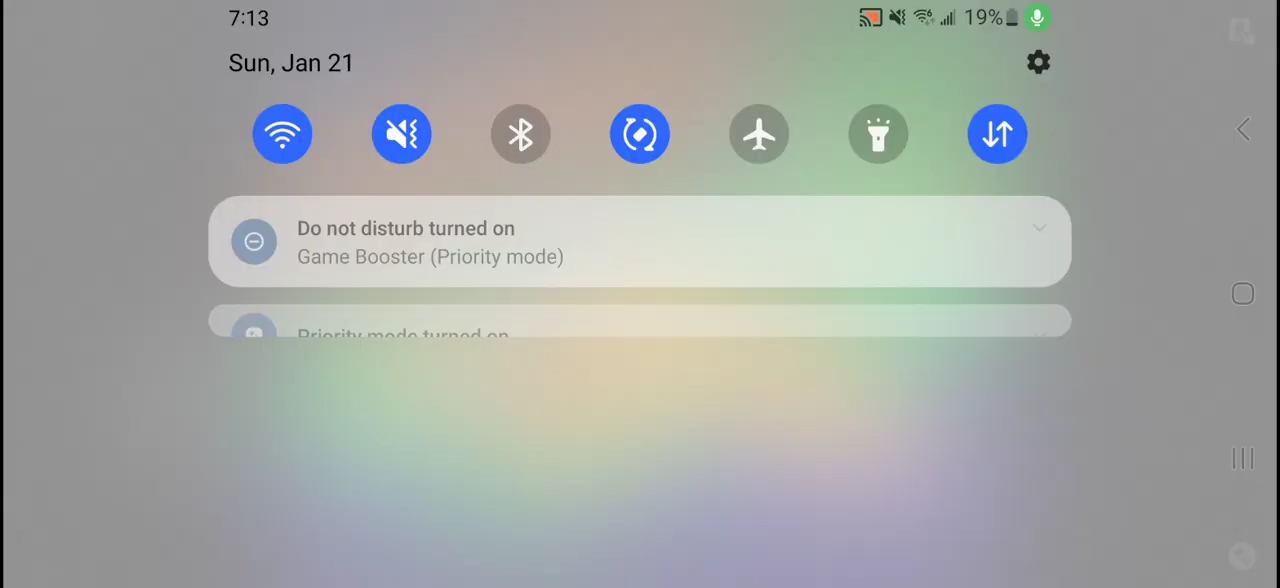 7:13
19%
Sun, Jan 21
Do not disturb turned on
Game Booster (Priority mode)
Priority mode turned on